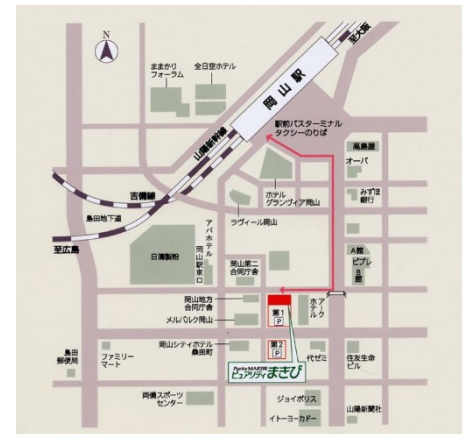 N
ままかり
フォーラム
全日空ホテル
至大阪
岡山駅
山陽新幹線
駅前バスターミナル
タクシーのりば
高島屋
オーパ
吉備線
ホテル
グランヴィア岡山
みずほ
銀行
島田地下道
ラヴィール岡山
至広島
日清製粉
アパホテル
岡山駅東口
岡山第二
合同庁舎
A館
ビブレ
B館
岡山地方
合同庁舎
第1
P
ホテル
アーク
メルパルク岡山
島田
郵便局
ファミリー
マート
岡山シティホテル
桑田町
第2
P
代ゼミ
住友生命
ビル
Purity MAKIBI
ピュアリティまきび
両備スポーツ
センター
ジョイポリス
イトーヨーカドー
山陽新聞社